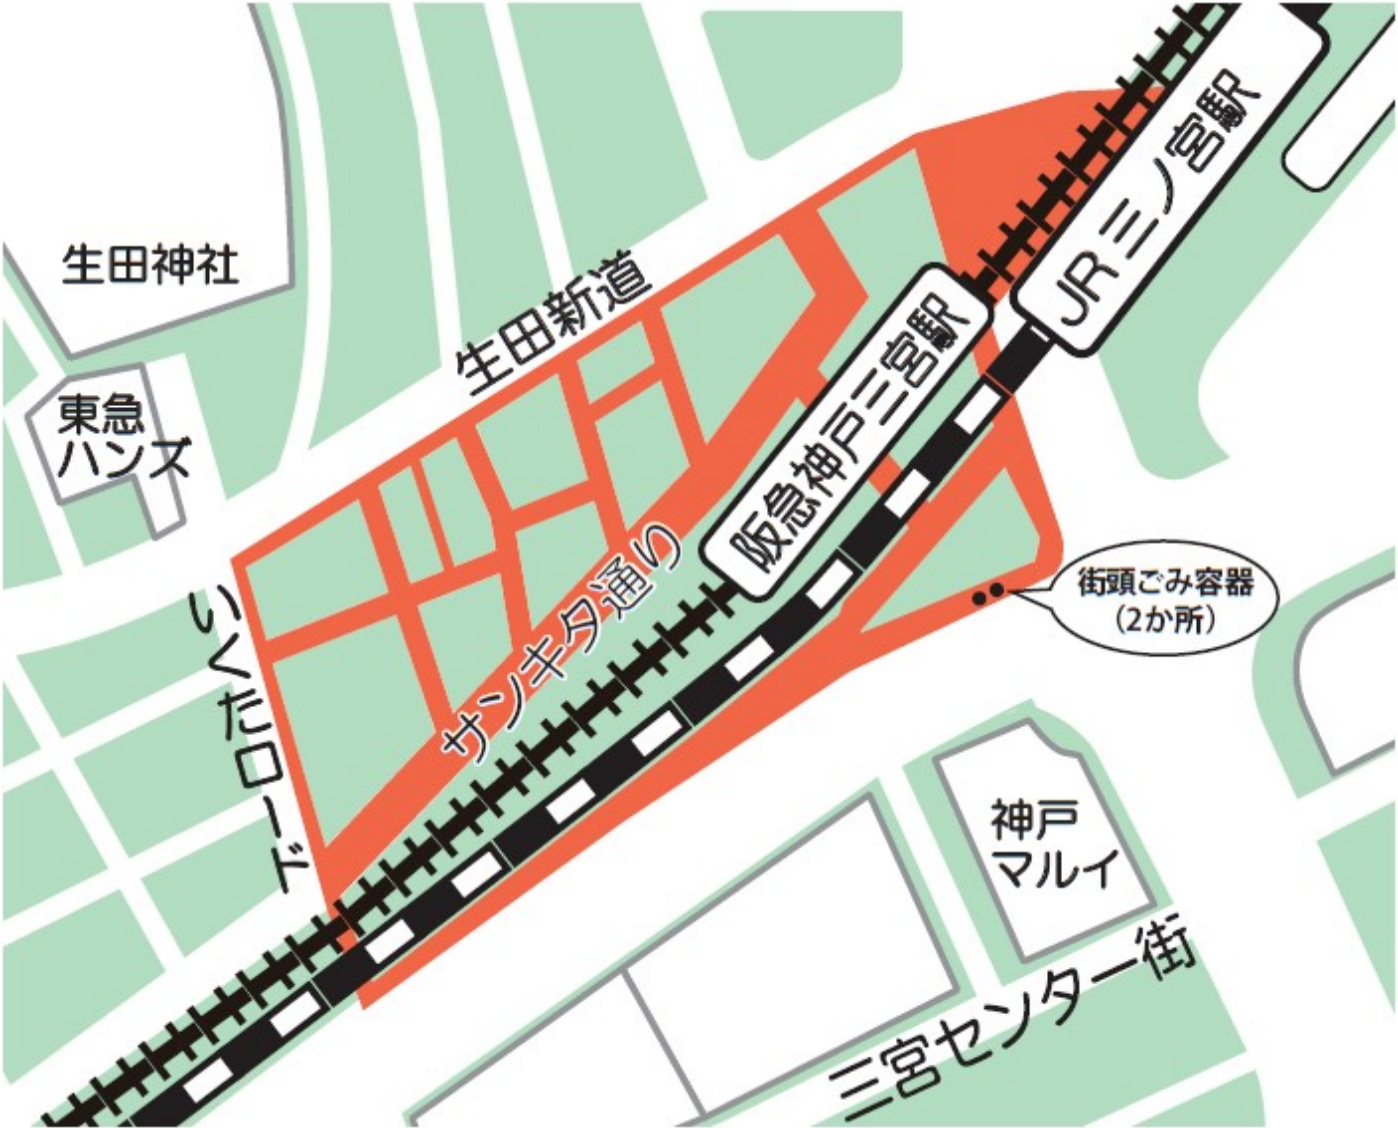 JR三ノ宮駅
生田神社
生田新道
阪急神戸三宮駅
東急
ハンズ
サンキタ通り
いくたロード
街頭ごみ容器
(2か所)
神戸
マルイ
三宮センター街